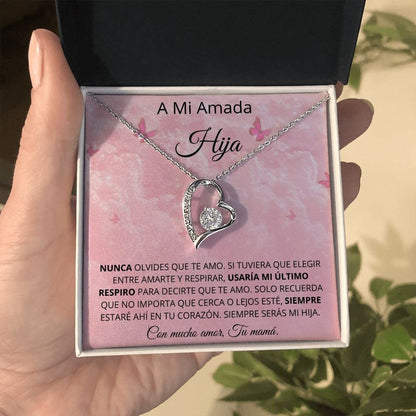 A Mi Amada
Hija
NUNCA OLVIDES QUE TE AMO. SI TUVIERA QUE ELEGIR
ENTRE AMARTE Y RESPIRAR, USARÍA MI ÚLTIMO
RESPIRO PARA DECIRTE QUE TE AMO. SOLO RECUERDA
QUE NO IMPORTA QUE CERCA O LEJOS ESTÉ, SIEMPRE
ESTARÉ AHÍ EN TU CORAZÓN. SIEMPRE SERÁS MI HIJA.
Con mucho amor, Tu mamá.